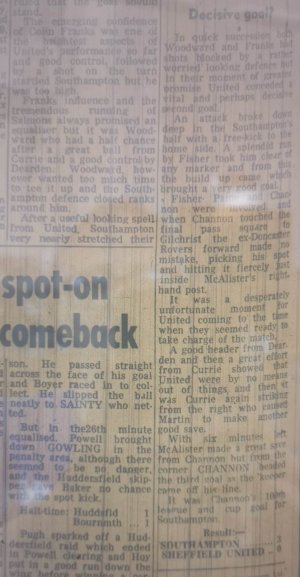 ruled that the goal should
stand.
The emerging confidence
of Colin Franks was one of
the brightest aspects of
United's performance so far
and good control, followed
by a shot on the turn
startled Southampton but he
was too high.
Franks influence and the
tremendous running of
Salmons always promised an
equaliser but it was Wood-
ward who had a half chance
after a great ball from
Currie and a good control by
Dearden. Woodward, how-
ever wanted too much time
to tee it up and the South-
ampton defence closed ranks
around him.
After a useful looking spell
from United, Southampton
very nearly stretched their
spot-on
comeback
son. He passed straight
across the face of his goal
and Boyer raced in to col-
lect. He slipped the ball
neatly to SAINTY who net-
ted.
But in the 26th minute
equalised. Powell brought
down GOWLING in the
penalty area, although there
seemed to be no danger,
and the Huddersfield skip-
per gave Baker no chance
with the spot kick.
Half-time: Huddsfld 1
Bournmth ... 1
Pugh sparked off a Hud-
dersfield raid which ended
in Powell clearing and Hoy
put in a good run down the
wing before winning a
Decisive goal?
In quick succession both
Woodward and Franks had
shots blocked by a rather
worried looking defence but
in their moment of great
promise United conceded a
vital and perhaps decisive
second goal.
An attack broke down
deep in the Southampton
half with a free-kick to the
home side. A splendid run
by Fisher took him clear of
any marker and from this
the build up came which
brought a very good goal.
Fisher, Paine and Chan-
non were involved and
when Channon touched the
final pass square to
Gilchrist the ex-Doncaster
Rovers forward made no
mistake, picking his spot
and hitting it fiercely just
inside McAlister's right
hand post.
It was a desperately
unfortunate moment for
United coming to the time
when they seemed ready to
take charge of the match.
A good header from Dear-
den and then a great effort
from Currie showed that
United were by no means
out of things, and then it
was Currie again striking
from the right who caused
Martin to make another
good save.
With six minutes left
McAlister made a great save
from Channon but from the
corner CHANNON headed
the third goal as the keeper
came off his line.
It was Channon's 100th
league and cup goal for
Southampton.
Result:—
SOUTHAMPTON ... 3
SHEFFIELD UNITED ... 0